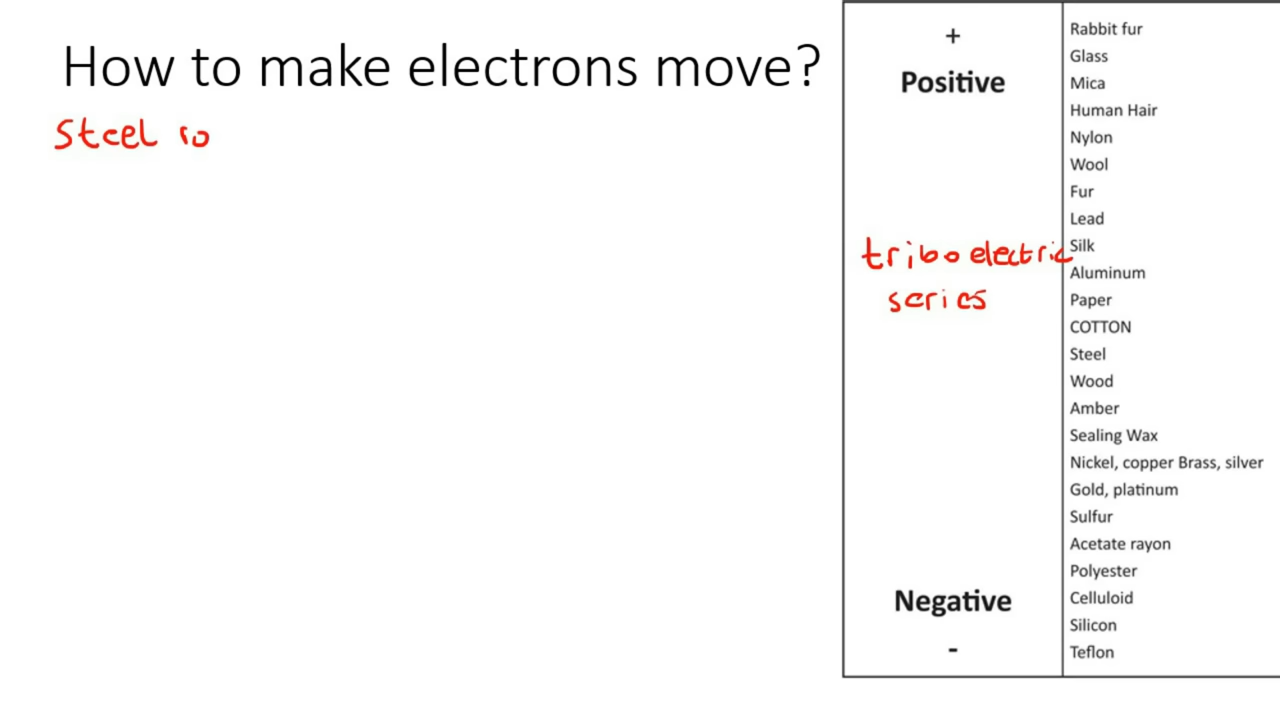 How to make electrons move?
Steel ro
+
Positive
triboelectric
series
Negative
-
Rabbit fur
Glass
Mica
Human Hair
Nylon
Wool
Fur
Lead
Silk
Aluminum
Paper
COTTON
Steel
Wood
Amber
Sealing Wax
Nickel, copper Brass, silver
Gold, platinum
Sulfur
Acetate rayon
Polyester
Celluloid
Silicon
Teflon